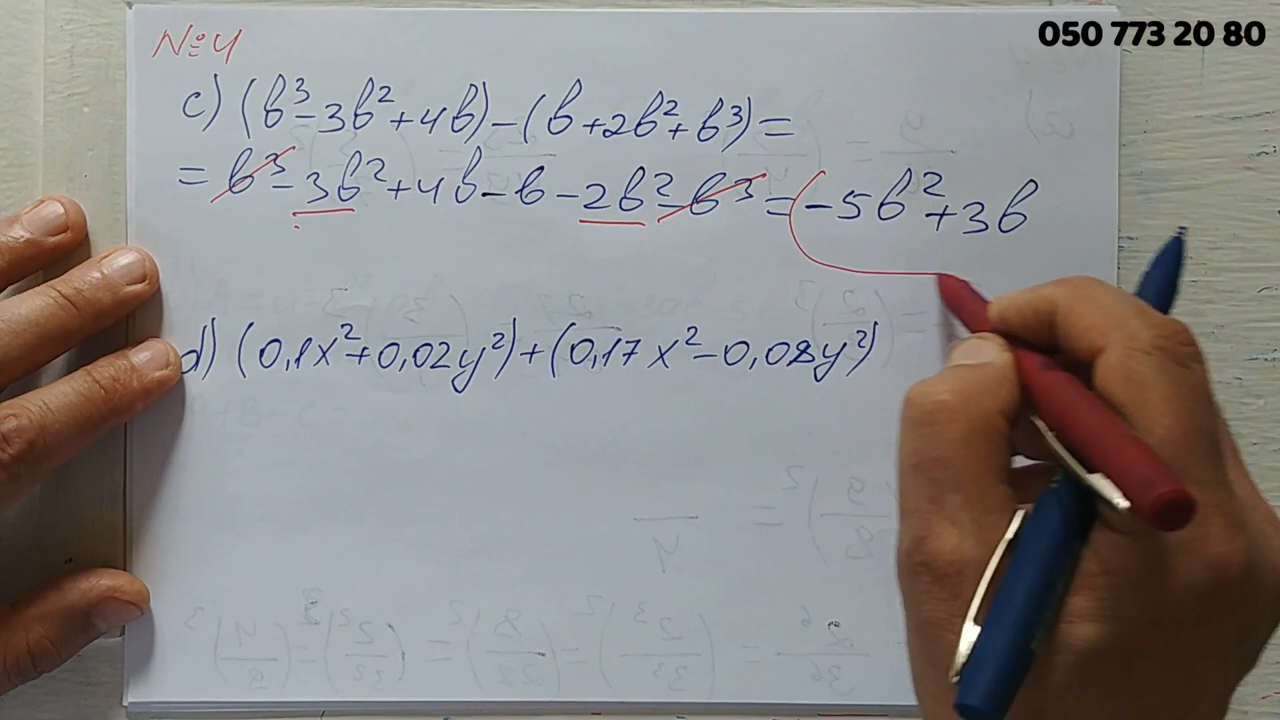 050 773 20 80
№4
c) (b³-3b²+4b)-(b+2b²+b³)=
= b³-3b²+4b-b-2b²-b³=-5b²+3b
d) (0,1x²+0,02y²)+(0,17x²-0,08y²)